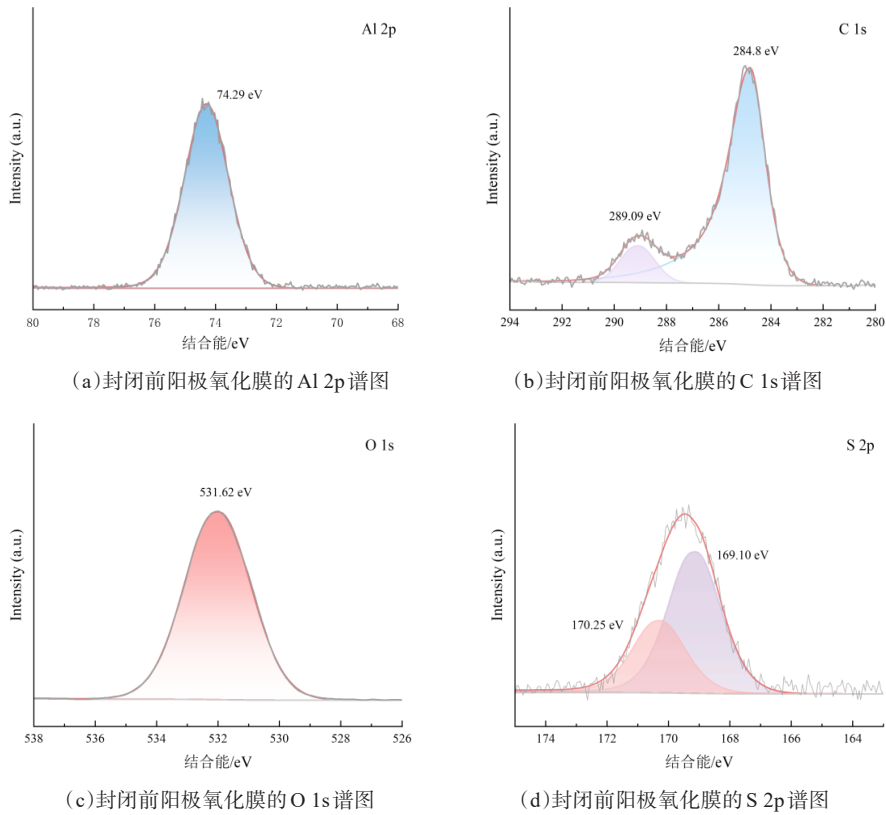 Al 2p
74.29 eV
Intensity (a.u.)
80 78 76 74 72 70 68
结合能/eV
(a)封闭前阳极氧化膜的Al 2p谱图
C 1s
284.8 eV
289.09 eV
Intensity (a.u.)
294 292 290 288 286 284 282 280
结合能/eV
(b)封闭前阳极氧化膜的C 1s谱图
O 1s
531.62 eV
Intensity (a.u.)
538 536 534 532 530 528 526
结合能/eV
(c)封闭前阳极氧化膜的O 1s谱图
S 2p
169.10 eV
170.25 eV
Intensity (a.u.)
174 172 170 168 166 164
结合能/eV
(d)封闭前阳极氧化膜的S 2p谱图